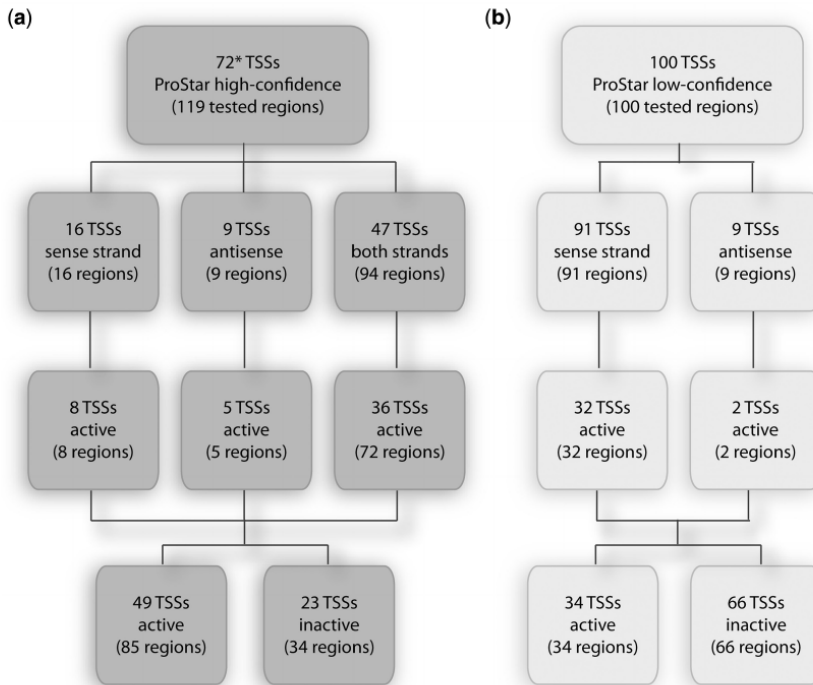 (a)
72* TSSs
ProStar high-confidence
(119 tested regions)
16 TSSs
sense strand
(16 regions)
9 TSSs
antisense
(9 regions)
47 TSSs
both strands
(94 regions)
8 TSSs
active
(8 regions)
5 TSSs
active
(5 regions)
36 TSSs
active
(72 regions)
49 TSSs
active
(85 regions)
23 TSSs
inactive
(34 regions)
(b)
100 TSSs
ProStar low-confidence
(100 tested regions)
91 TSSs
sense strand
(91 regions)
9 TSSs
antisense
(9 regions)
32 TSSs
active
(32 regions)
2 TSSs
active
(2 regions)
34 TSSs
active
(34 regions)
66 TSSs
inactive
(66 regions)